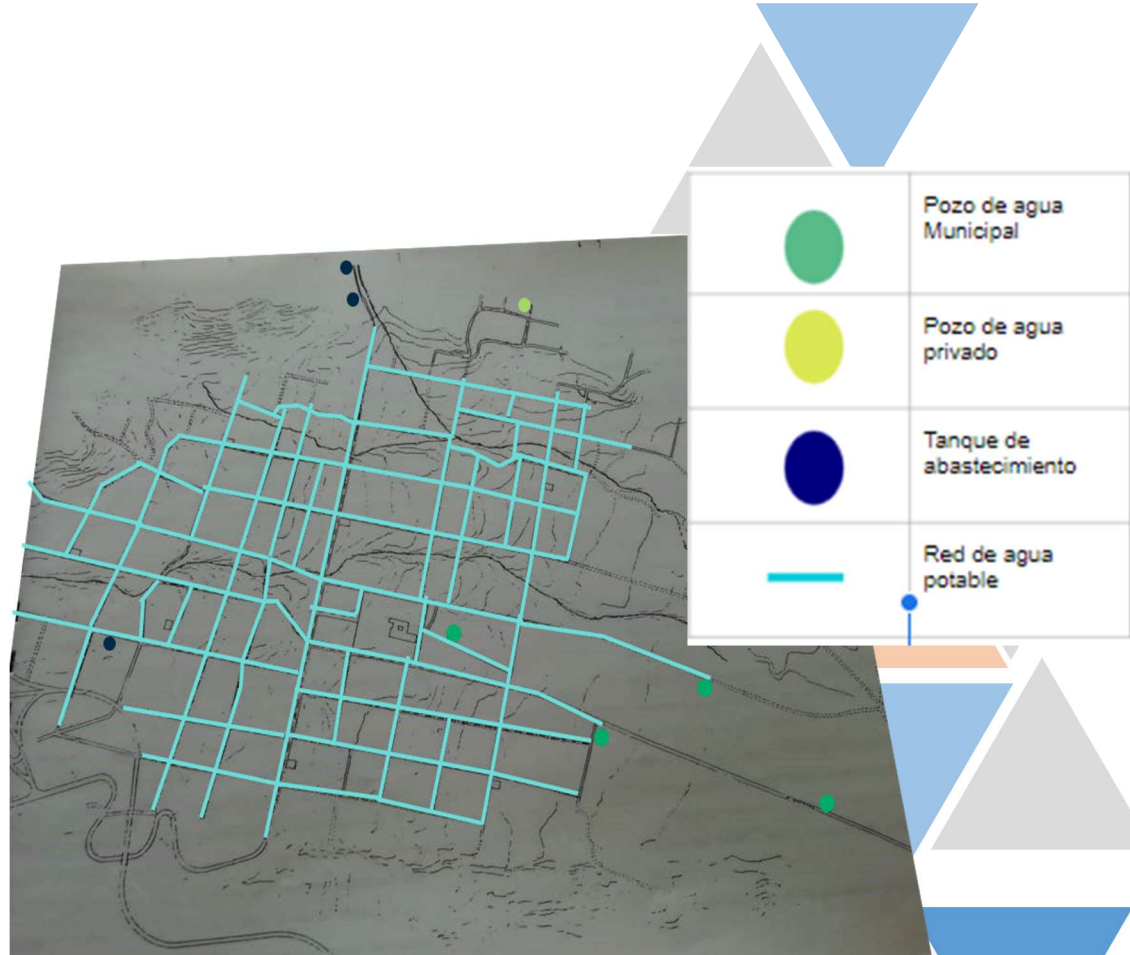 Pozo de agua
Municipal
Pozo de agua
privado
Tanque de
abastecimiento
Red de agua
potable